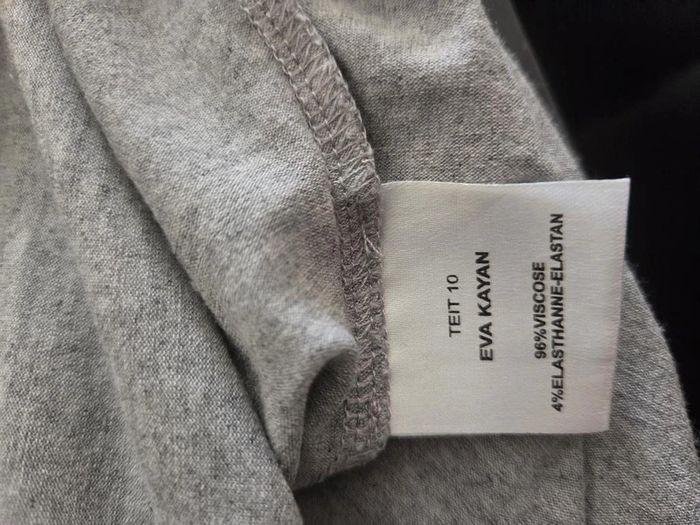 TEIT 10
EVA KAYAN
96%VISCOSE
4%ELASTHANNE-ELASTAN